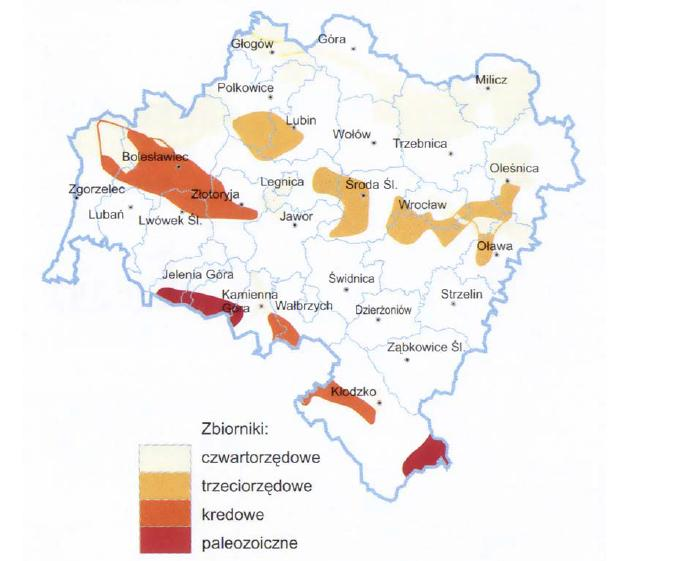 Głogów
Góra
Milicz
Polkowice
Lubin
Wołów
Trzebnica
Bolesławiec
Oleśnica
Zgorzelec
Legnica
Środa Śl.
Złotoryja
Wrocław
Lubań
Lwówek Śl.
Jawor
Oława
Jelenia Góra
Świdnica
Kamienna
Góra
Wałbrzych
Strzelin
Dzierżoniów
Ząbkowice Śl.
Kłodzko
Zbiorniki:
czwartorzędowe
trzeciorzędowe
kredowe
paleozoiczne